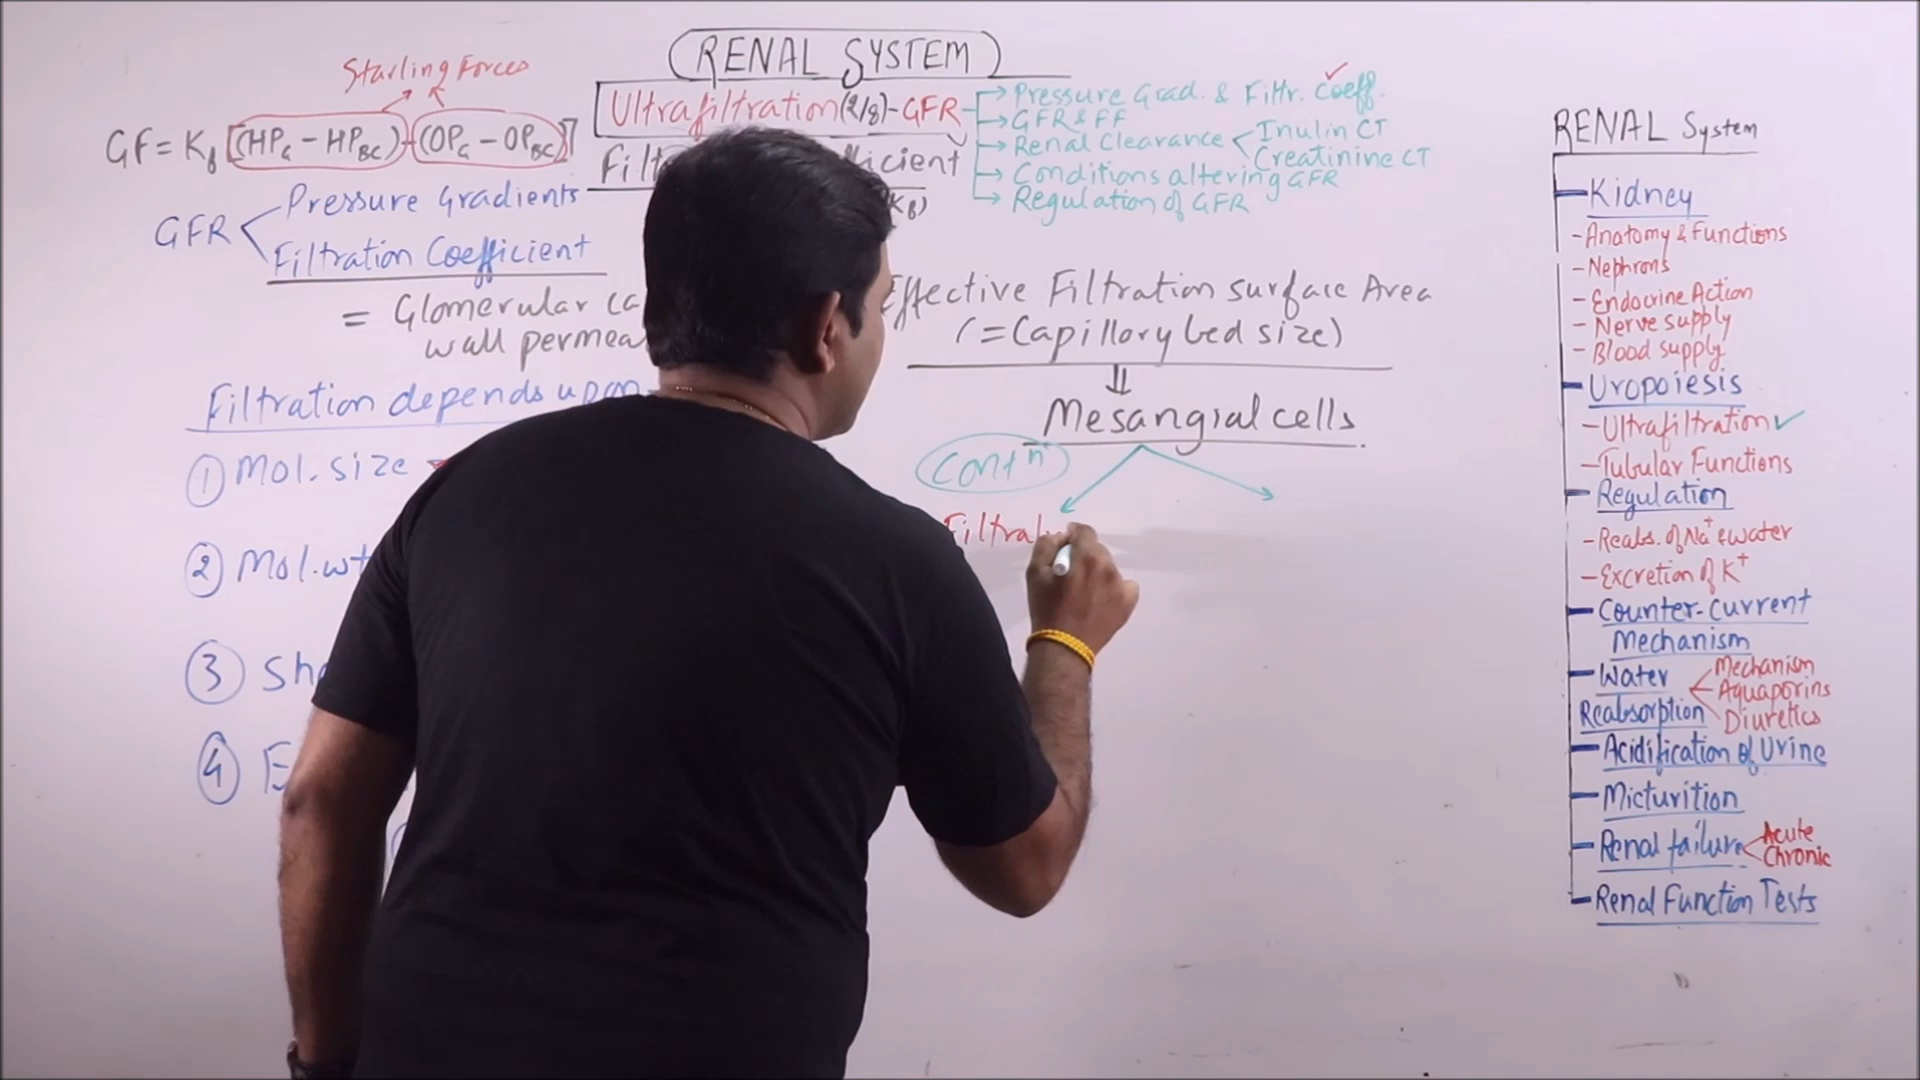 RENAL SYSTEM
Starling Forces
Ultrafiltration(2/8)-GFR
Pressure Grad. & Filtr. Coeff.
GFR & FF
Renal Clearance
Inulin CT
Creatinine CT
Conditions altering GFR
Regulation of GFR
GF = Kf [(HPG - HPBC) - (OPG - OPBC)]
GFR
Pressure Gradients
Filtration Coefficient
= Glomerular
wall
Effective Filtration surface Area
(= Capillary bed size)
⇓
Mesangial cells
Contn
Filtra
Filtration depends upon
① Mol. size
② Mol. wt
③
④
RENAL System
Kidney
- Anatomy & Functions
- Nephrons
- Endocrine Action
- Nerve supply
- Blood supply
Uropoiesis
- Ultrafiltration ✓
- Tubular Functions
Regulation
- Reabs. of Na+ & water
- Excretion of K+
Counter-current
Mechanism
Water
Reabsorption
Mechanism
Aquaporins
Diuretics
Acidification of Urine
Micturition
Renal failure
Acute
Chronic
Renal Function Tests